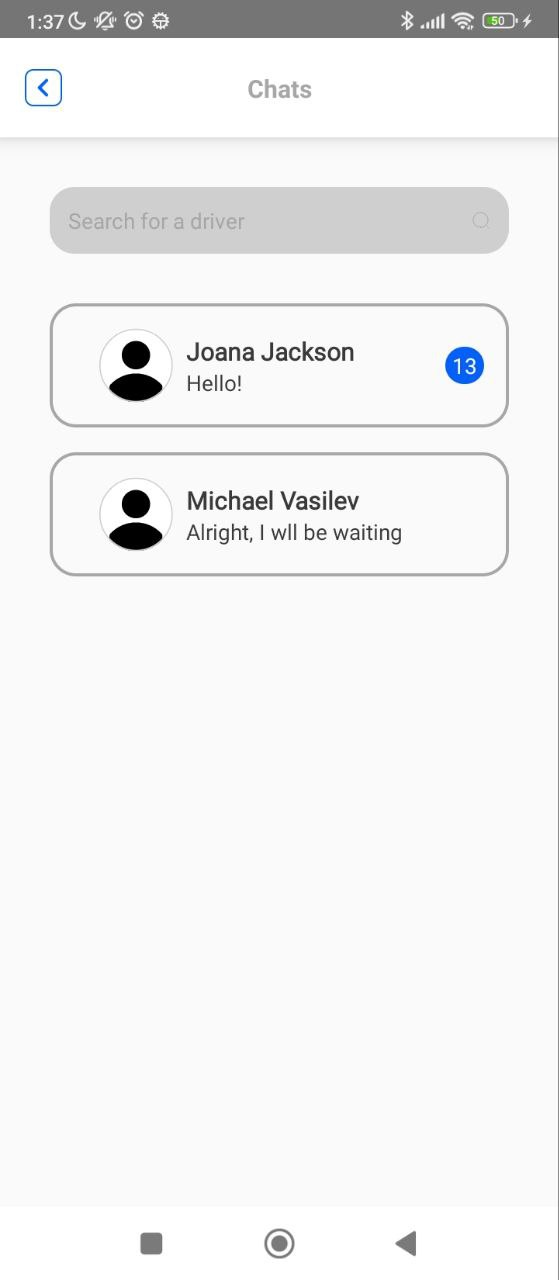 1:37
50
Chats
Search for a driver
Joana Jackson
Hello!
13
Michael Vasilev
Alright, I wll be waiting